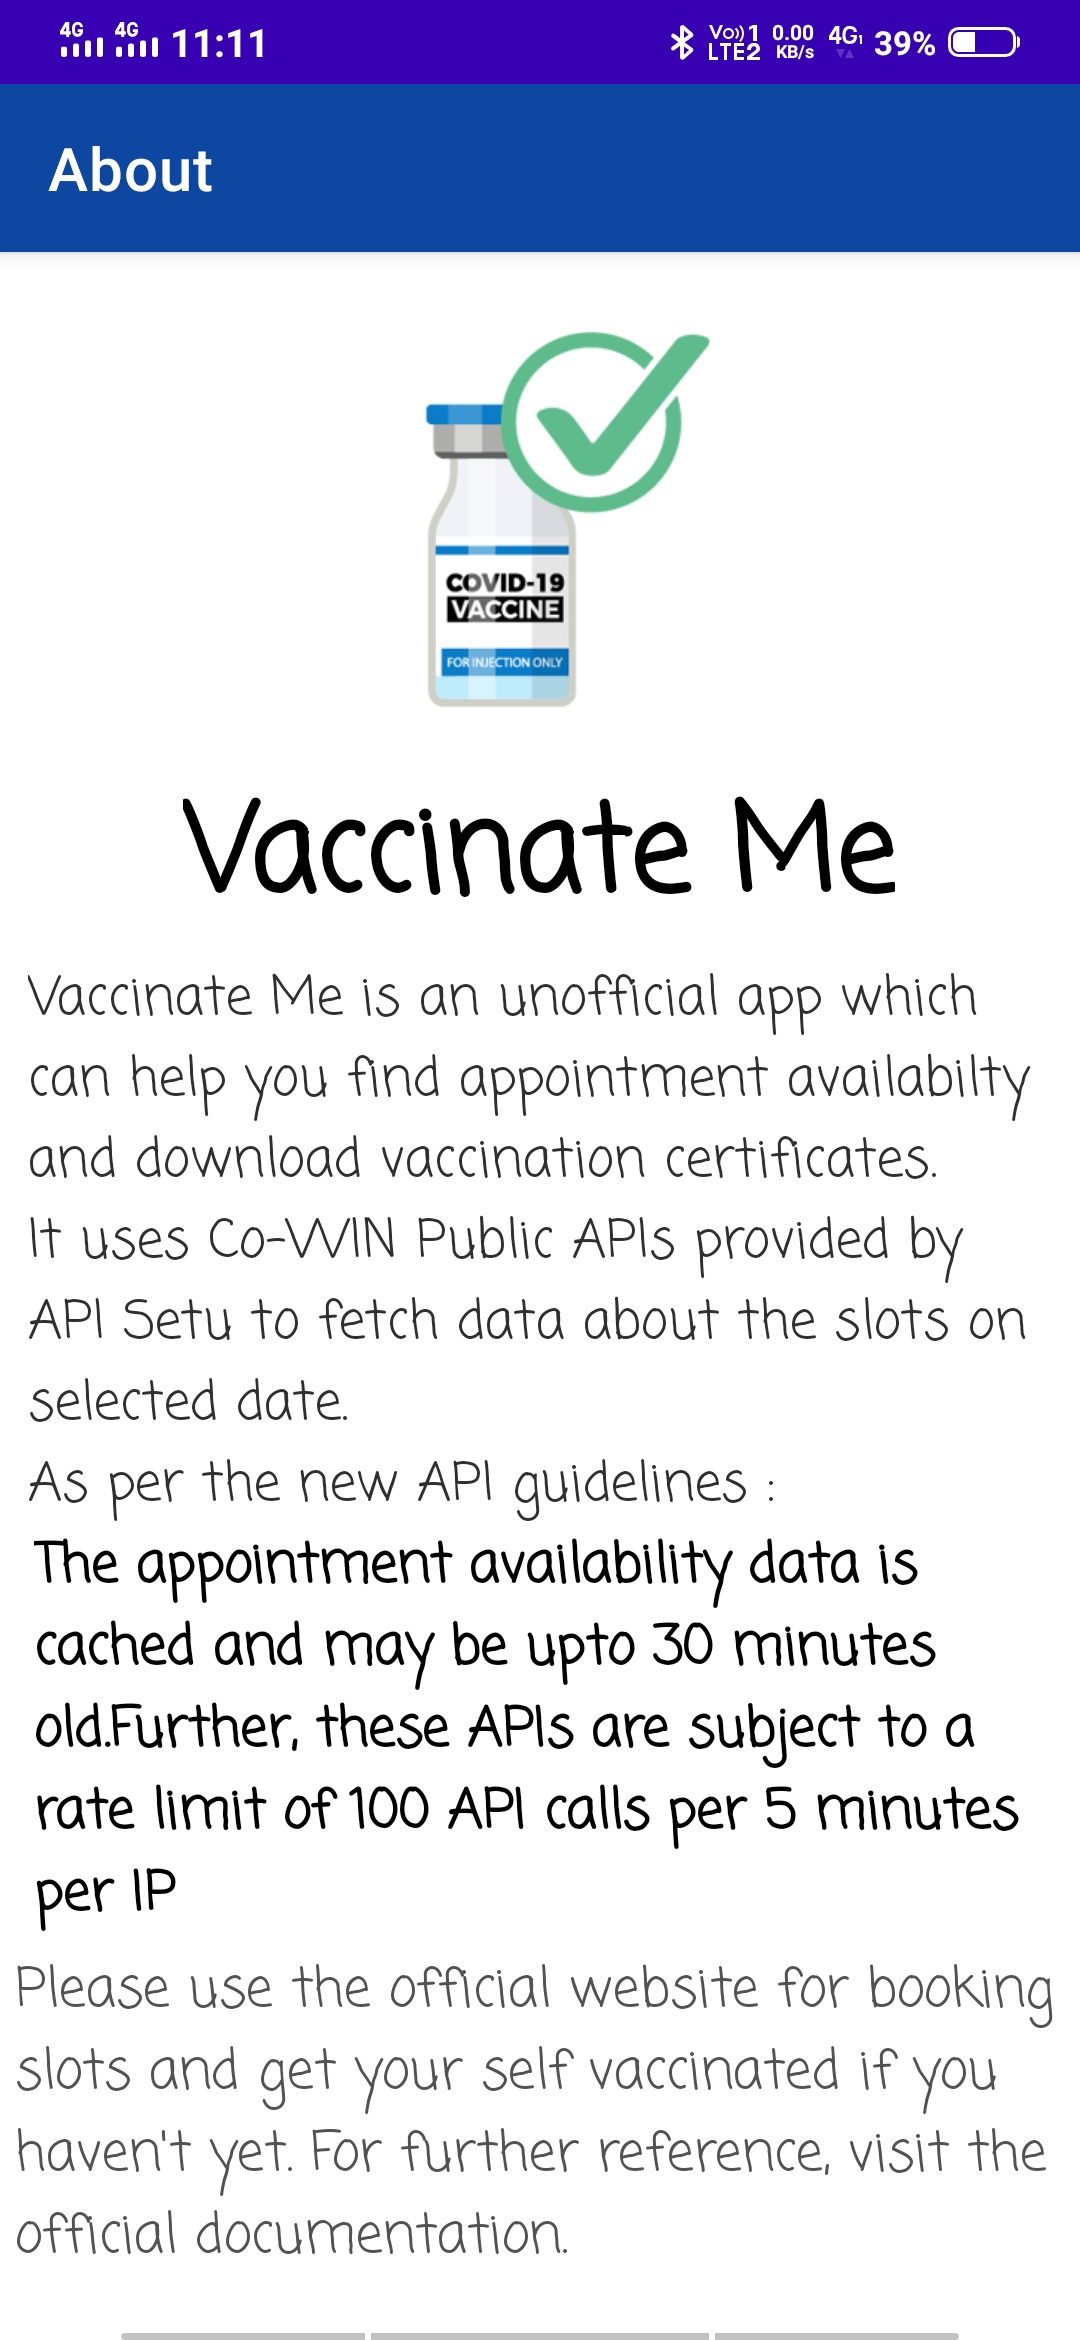 4G 4G 11:11 Vo)) 1 LTE2 0.00 KB/s 4G1 39%
About
COVID-19
VACCINE
FOR INJECTION ONLY
Vaccinate Me
Vaccinate Me is an unofficial app which
can help you find appointment availabilty
and download vaccination certificates.
It uses Co-WIN Public APIs provided by
API Setu to fetch data about the slots on
selected date.
As per the new API guidelines :
The appointment availability data is
cached and may be upto 30 minutes
old.Further, these APIs are subject to a
rate limit of 100 API calls per 5 minutes
per IP
Please use the official website for booking
slots and get your self vaccinated if you
haven't yet. For further reference, visit the
official documentation.